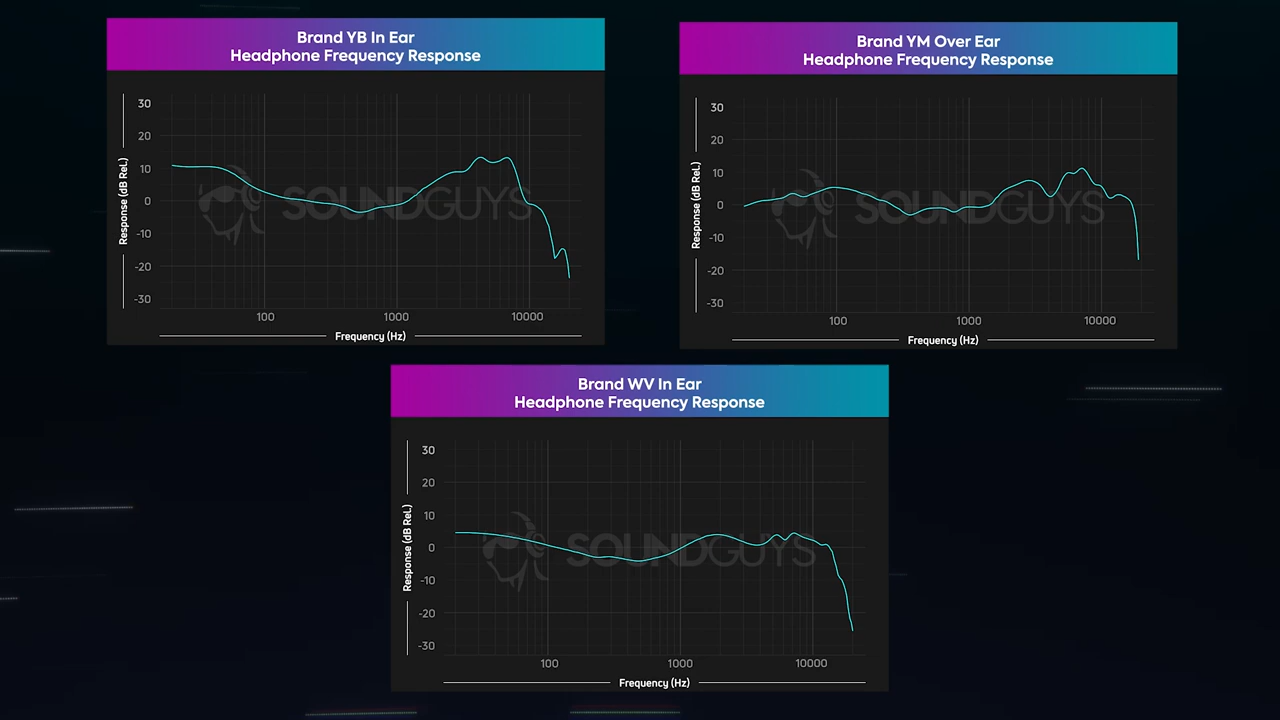 Brand YB In Ear
Headphone Frequency Response
30
20
10
0
-10
-20
-30
Response (dB Rel.)
SOUNDGUYS
100
1000
10000
Frequency (Hz)
Brand YM Over Ear
Headphone Frequency Response
30
20
10
0
-10
-20
-30
Response (dB Rel.)
SOUNDGUYS
100
1000
10000
Frequency (Hz)
Brand WV In Ear
Headphone Frequency Response
30
20
10
0
-10
-20
-30
Response (dB Rel.)
SOUNDGUYS
100
1000
10000
Frequency (Hz)